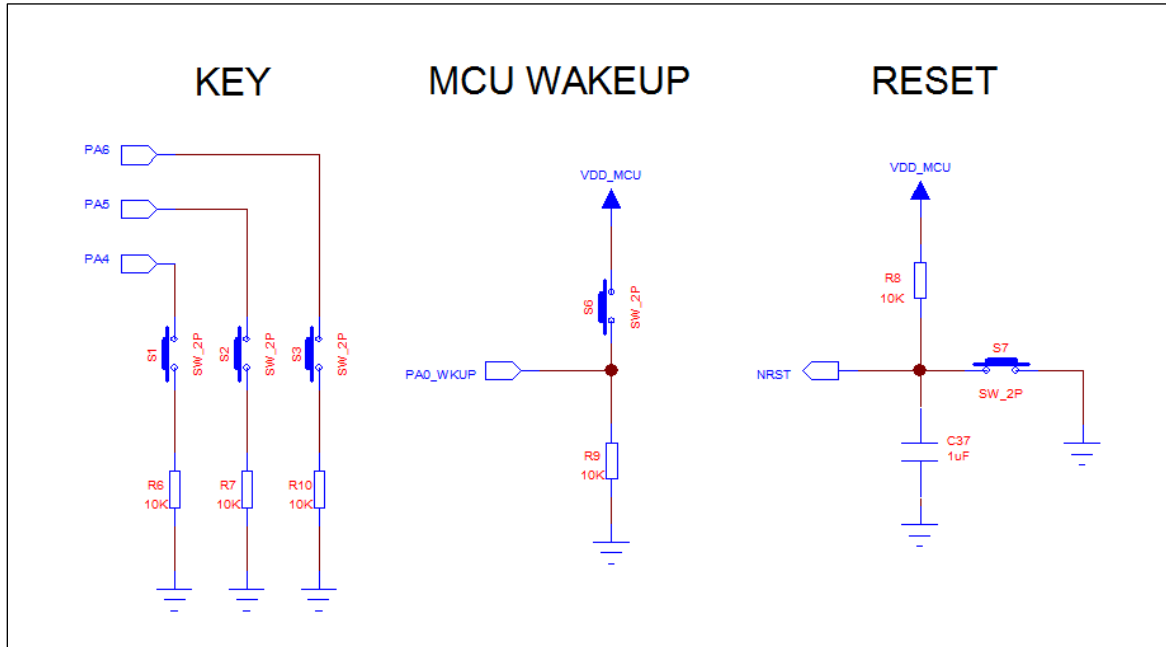 KEY
PA6
PA5
PA4
S1
SW_2P
S2
SW_2P
S3
SW_2P
R6
10K
R7
10K
R10
10K
MCU WAKEUP
VDD_MCU
S6
SW_2P
PA0_WKUP
R9
10K
RESET
VDD_MCU
R8
10K
NRST
S7
SW_2P
C37
1uF